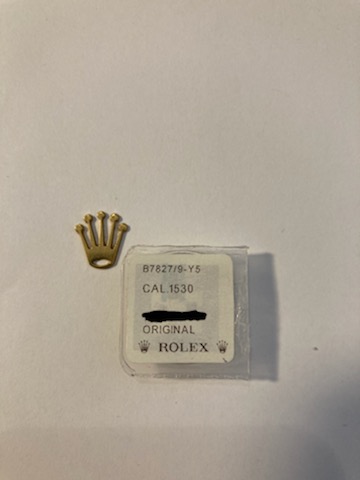 B7827/9-Y5
CAL.1530
ORIGINAL
ROLEX